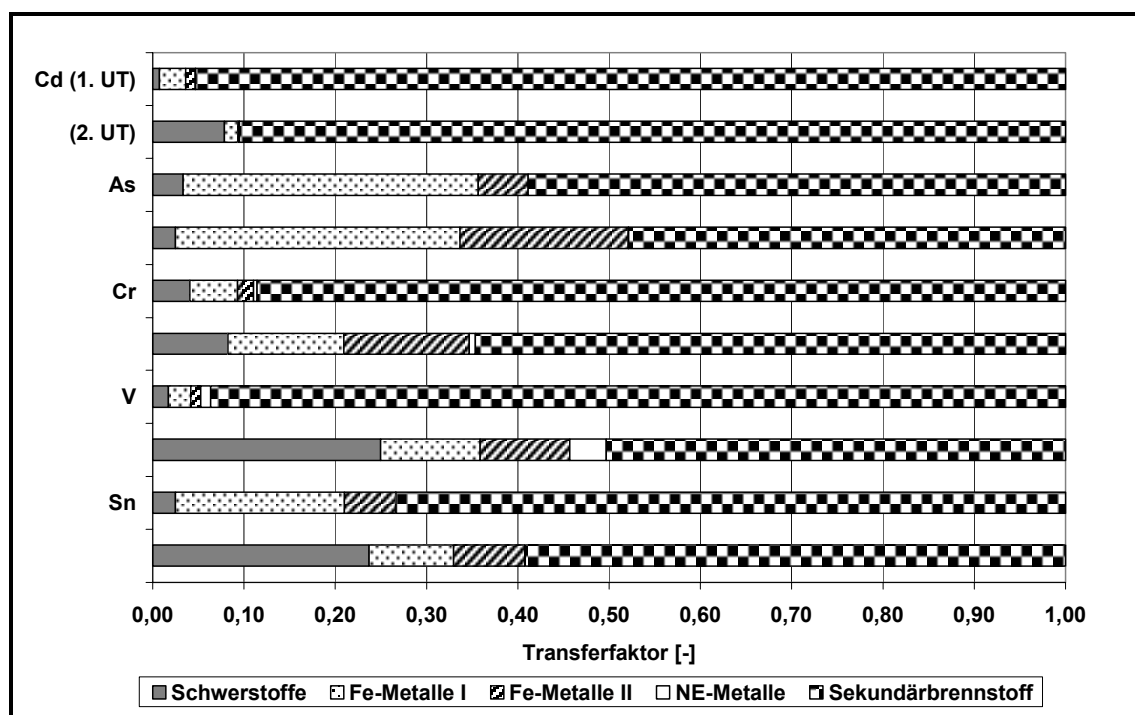 Cd (1. UT)
(2. UT)
As
Cr
V
Sn
0,00 0,10 0,20 0,30 0,40 0,50 0,60 0,70 0,80 0,90 1,00
Transferfaktor [-]
Schwerstoffe Fe-Metalle I Fe-Metalle II NE-Metalle Sekundärbrennstoff